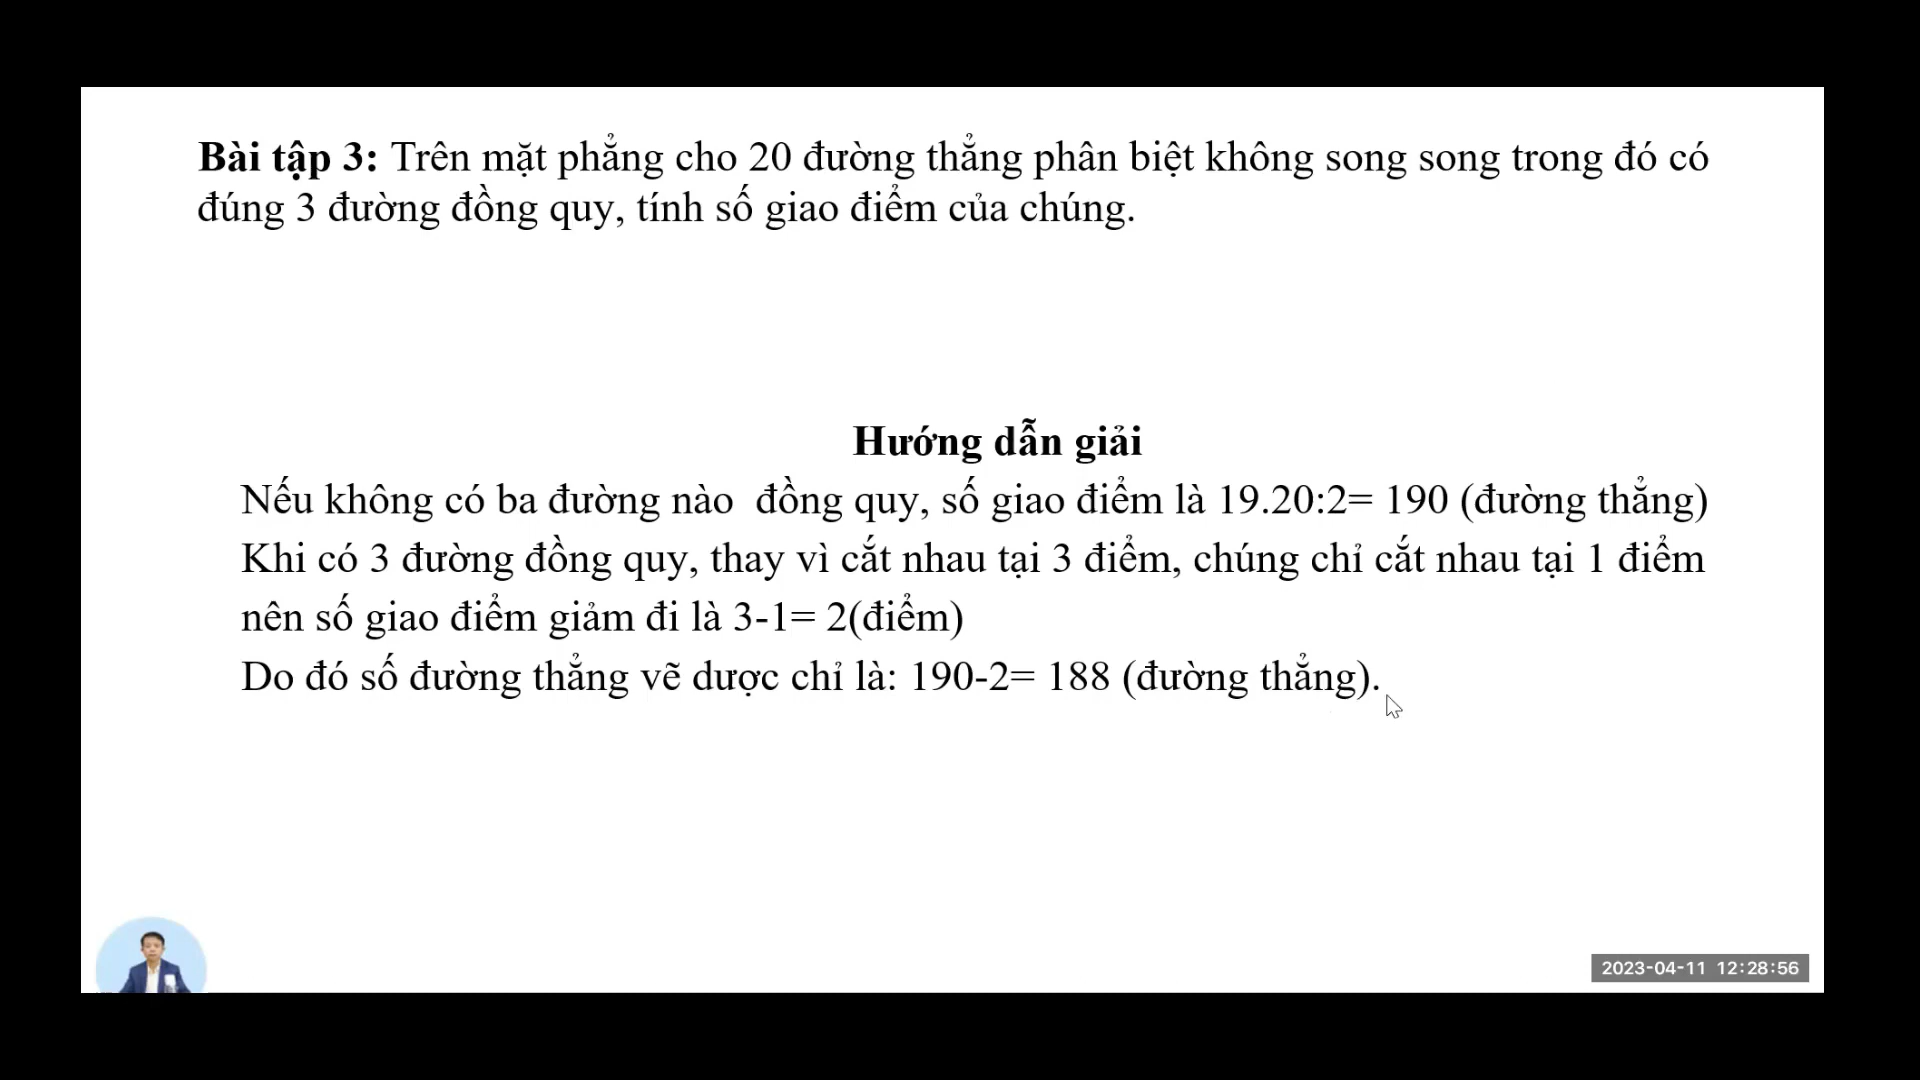 Bài tập 3: Trên mặt phẳng cho 20 đường thẳng phân biệt không song song trong đó có
đúng 3 đường đồng quy, tính số giao điểm của chúng.
Hướng dẫn giải
Nếu không có ba đường nào  đồng quy, số giao điểm là 19.20:2= 190 (đường thẳng)
Khi có 3 đường đồng quy, thay vì cắt nhau tại 3 điểm, chúng chỉ cắt nhau tại 1 điểm
nên số giao điểm giảm đi là 3-1= 2(điểm)
Do đó số đường thẳng vẽ dược chỉ là: 190-2= 188 (đường thẳng).
2023-04-11 12:28:56